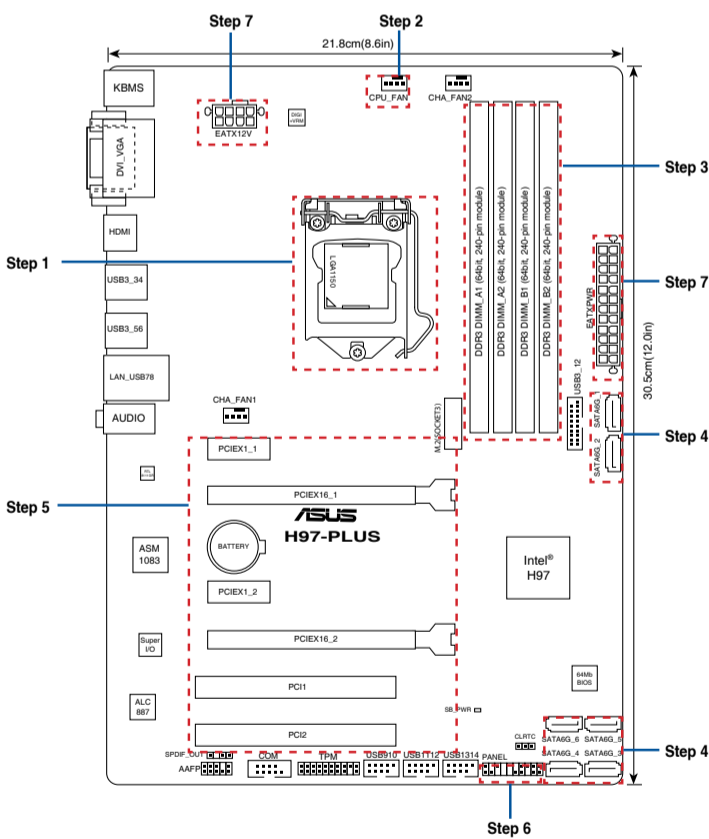 Step 7
Step 2
21.8cm(8.6in)
KBMS
CPU_FAN
CHA_FAN2
DIGI
+VRM
EATX12V
DVI_VGA
Step 3
HDMI
LGA1150
DDR3 DIMM_A1 (64bit, 240-pin module)
DDR3 DIMM_A2 (64bit, 240-pin module)
DDR3 DIMM_B1 (64bit, 240-pin module)
DDR3 DIMM_B2 (64bit, 240-pin module)
Step 1
USB3_34
EATXPWR
Step 7
USB3_56
30.5cm(12.0in)
LAN_USB78
USB3_12
AUDIO
CHA_FAN1
M.2(SOCKET3)
SATA6G_1
SATA6G_2
Step 4
PCIEX1_1
PCIEX16_1
Step 5
ASUS
H97-PLUS
BATTERY
ASM
1083
Intel®
H97
PCIEX1_2
Super
I/O
PCIEX16_2
64Mb
BIOS
PCI1
ALC
887
SB_PWR
PCI2
CLRTC
SATA6G_6
SATA6G_5
SPDIF_OUT
COM
TPM
USB910
USB1112
USB1314
PANEL
SATA6G_4
SATA6G_3
Step 4
AAFP
Step 6